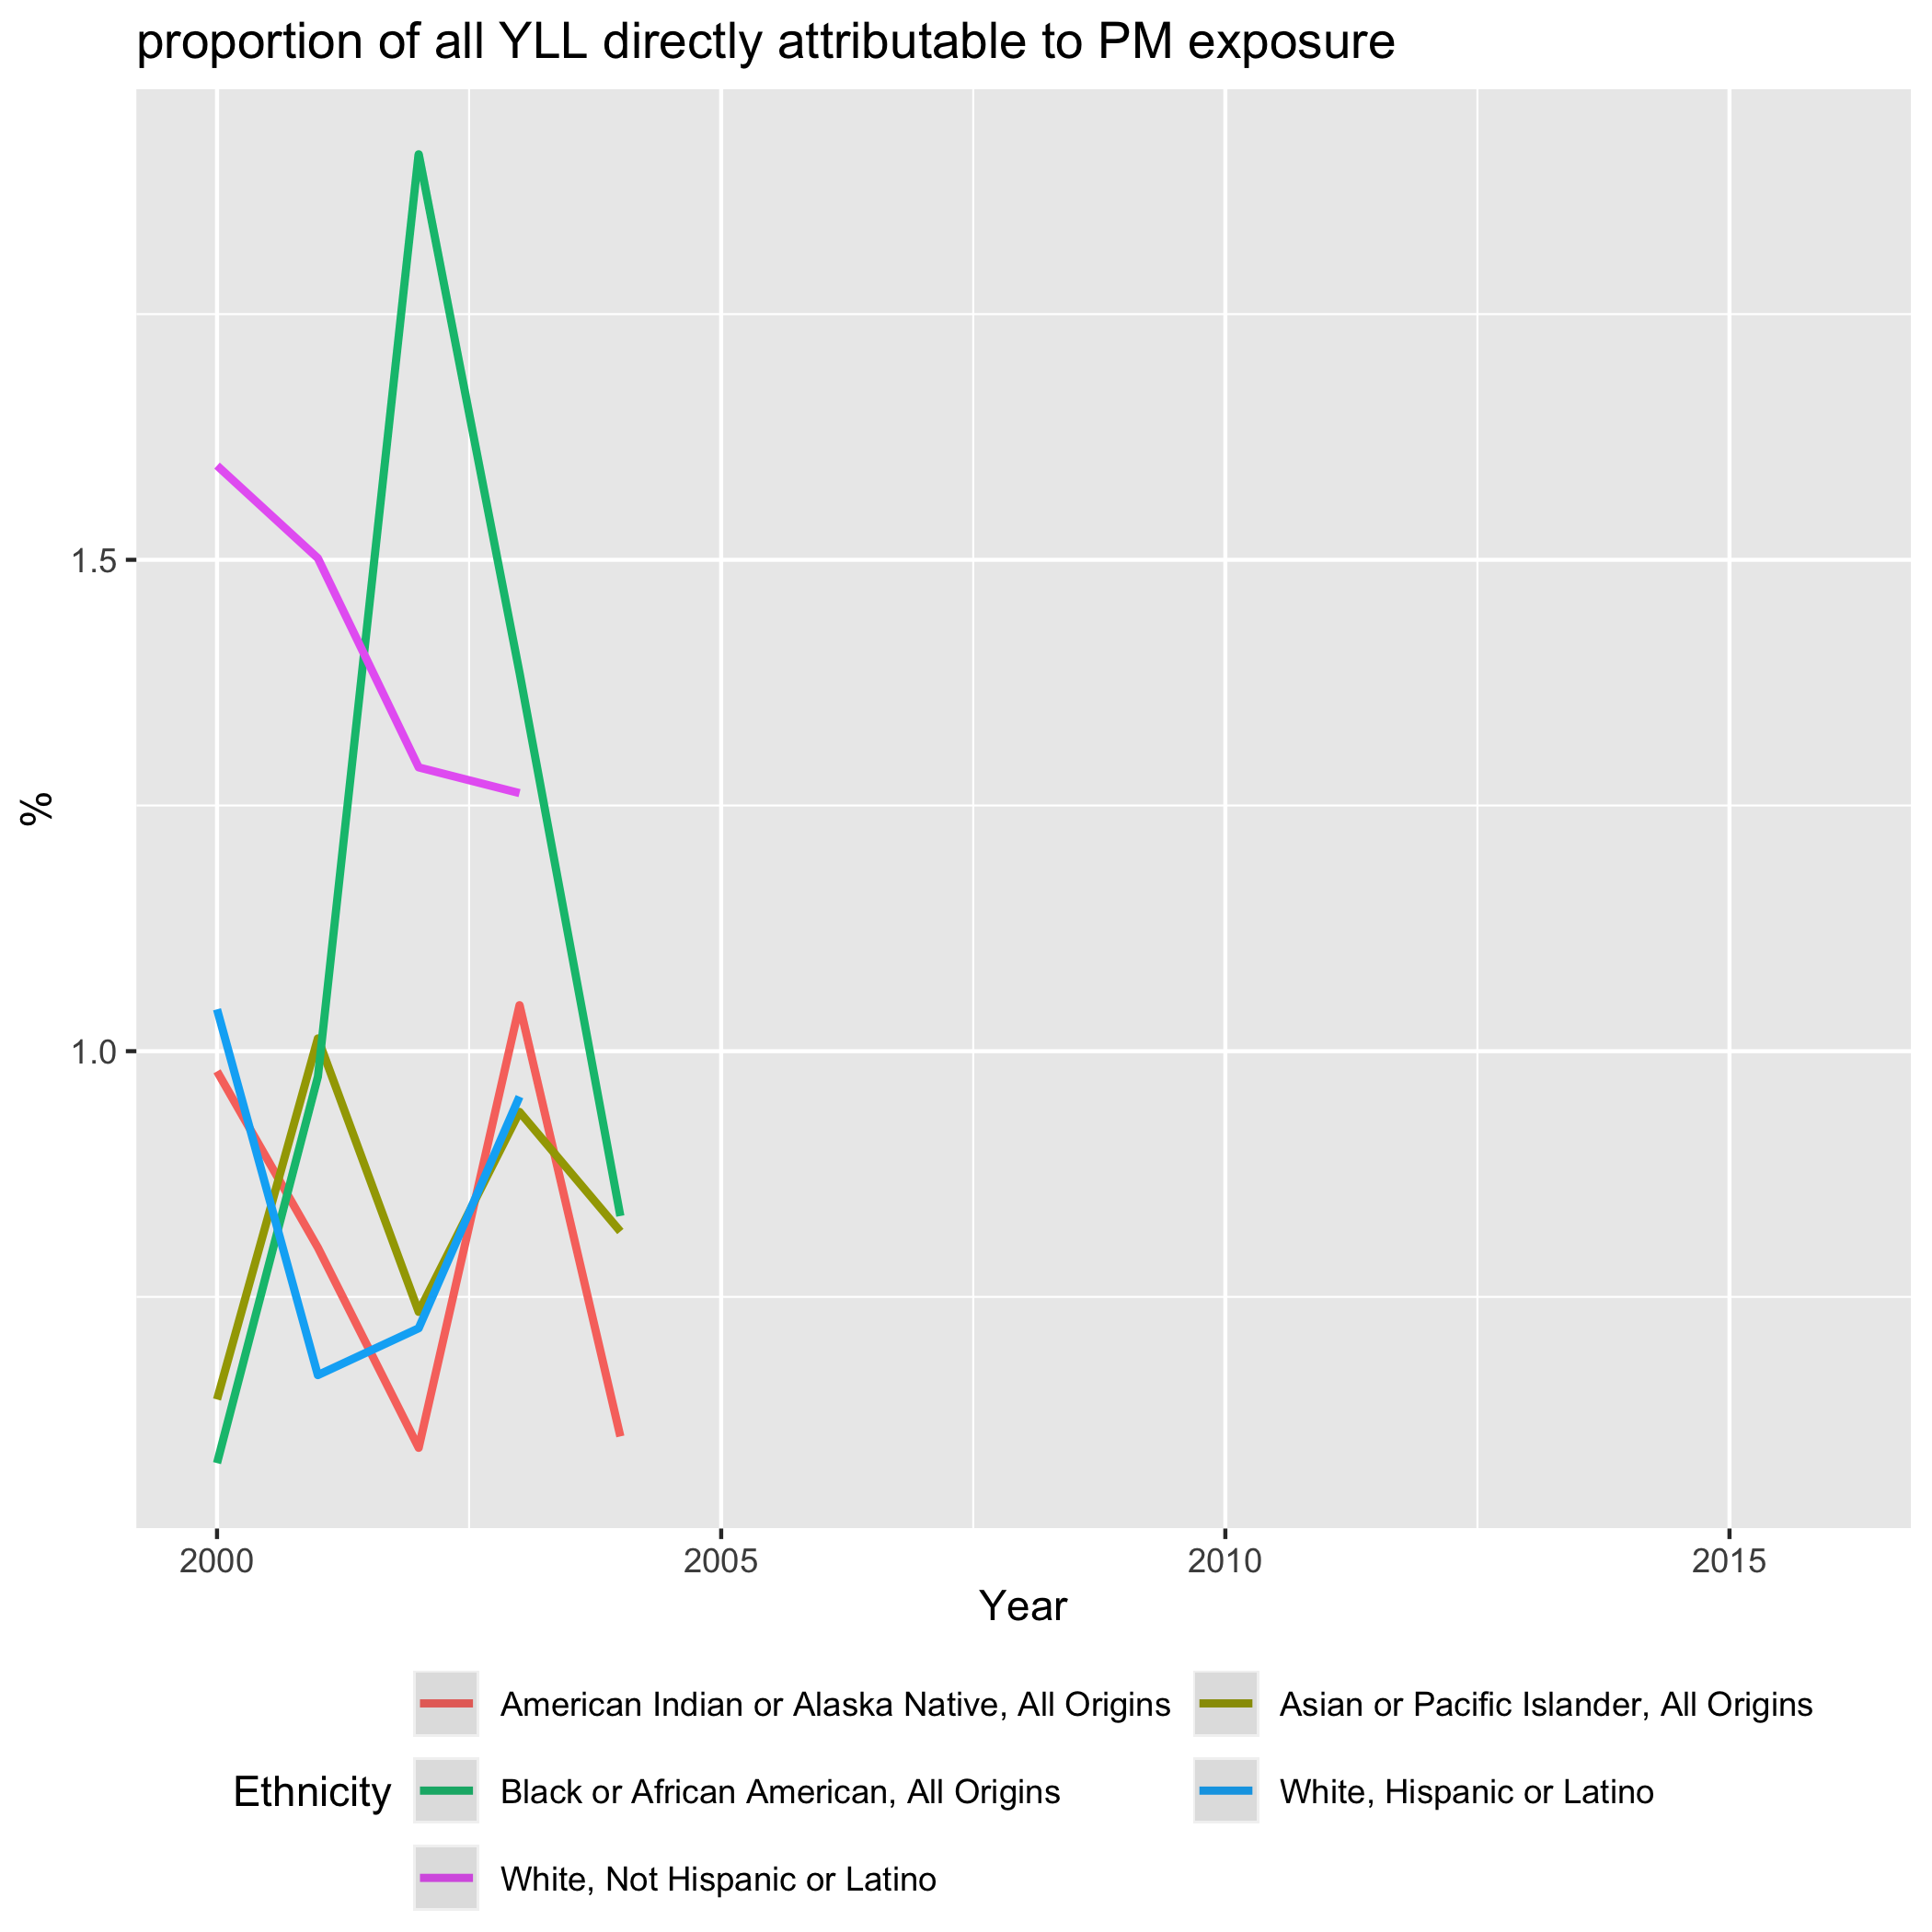 proportion of all YLL directly attributable to PM exposure
1.5
%
1.0
2000 2005 2010 2015
Year
American Indian or Alaska Native, All Origins Asian or Pacific Islander, All Origins
Ethnicity Black or African American, All Origins White, Hispanic or Latino
White, Not Hispanic or Latino